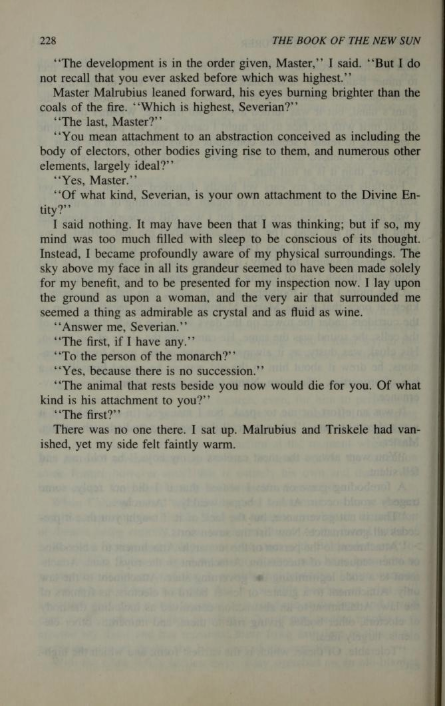 228 THE BOOK OF THE NEW SUN
"The development is in the order given, Master," I said. "But I do
not recall that you ever asked before which was highest."
Master Malrubius leaned forward, his eyes burning brighter than the
coals of the fire. "Which is highest, Severian?"
"The last, Master?"
"You mean attachment to an abstraction conceived as including the
body of electors, other bodies giving rise to them, and numerous other
elements, largely ideal?"
"Yes, Master."
"Of what kind, Severian, is your own attachment to the Divine En-
tity?"
I said nothing. It may have been that I was thinking; but if so, my
mind was too much filled with sleep to be conscious of its thought.
Instead, I became profoundly aware of my physical surroundings. The
sky above my face in all its grandeur seemed to have been made solely
for my benefit, and to be presented for my inspection now. I lay upon
the ground as upon a woman, and the very air that surrounded me
seemed a thing as admirable as crystal and as fluid as wine.
"Answer me, Severian."
"The first, if I have any."
"To the person of the monarch?"
"Yes, because there is no succession."
"The animal that rests beside you now would die for you. Of what
kind is his attachment to you?"
"The first?"
There was no one there. I sat up. Malrubius and Triskele had van-
ished, yet my side felt faintly warm.